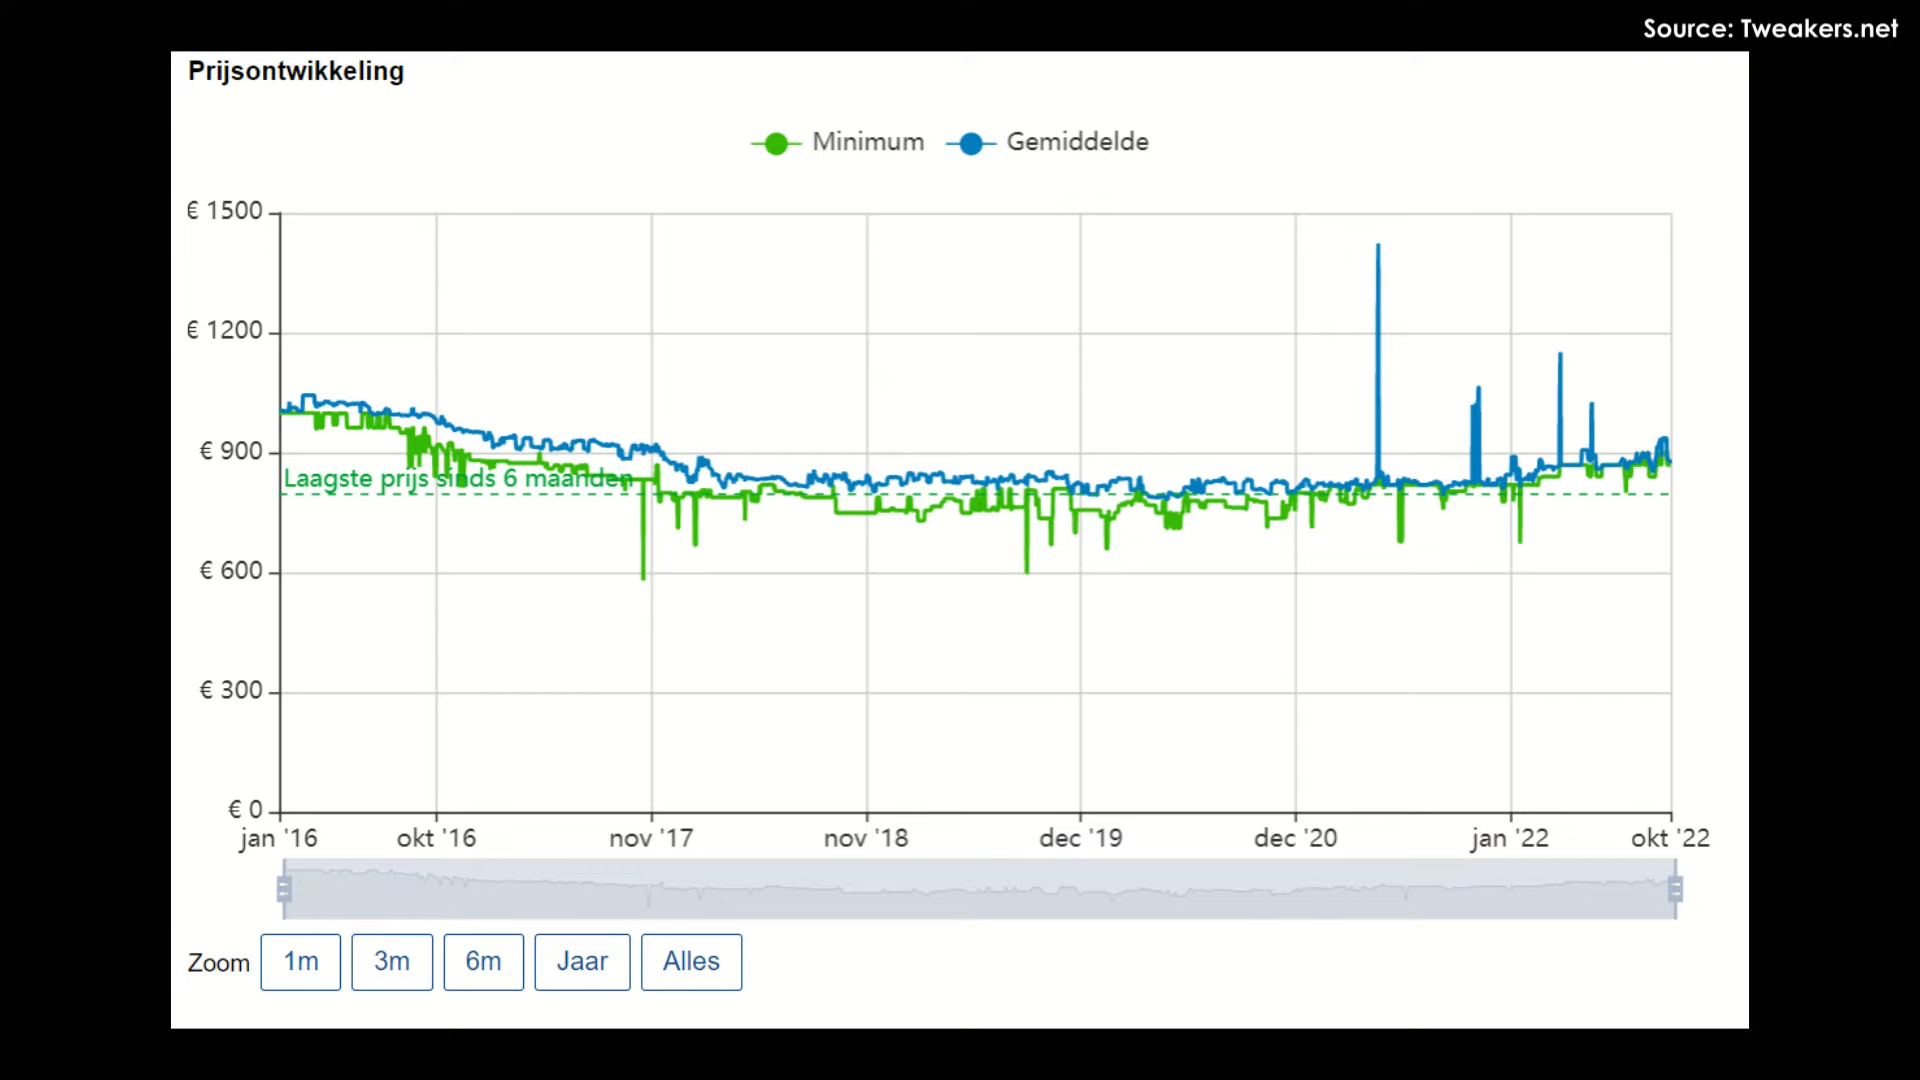 Source: Tweakers.net
Prijsontwikkeling
Minimum
Gemiddelde
€ 1500
€ 1200
€ 900
Laagste prijs sinds 6 maanden
€ 600
€ 300
€ 0
jan '16 okt '16 nov '17 nov '18 dec '19 dec '20 jan '22 okt '22
Zoom 1m 3m 6m Jaar Alles